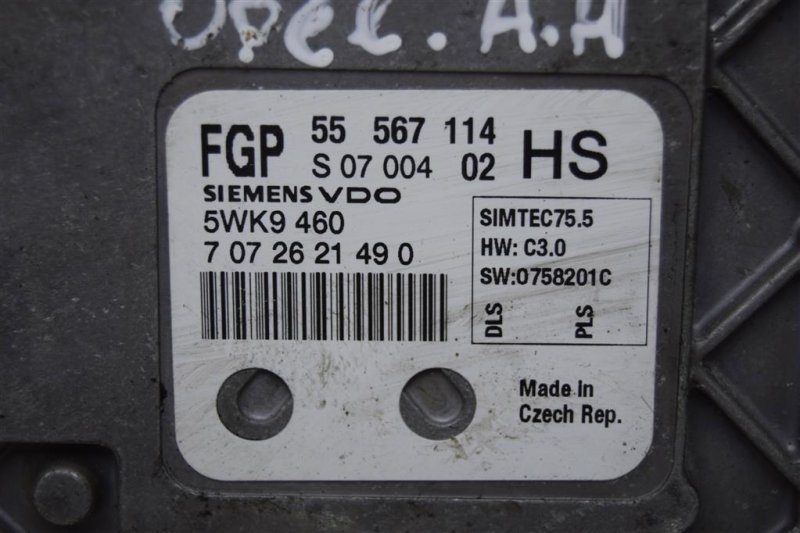 Opel. A.H
FGP 55 567 114 HS
S 07 004 02
SIEMENS VDO
5WK9 460
7 07 26 21 49 0
SIMTEC75.5
HW: C3.0
SW:0758201C
DLS PLS
Made In
Czech Rep.